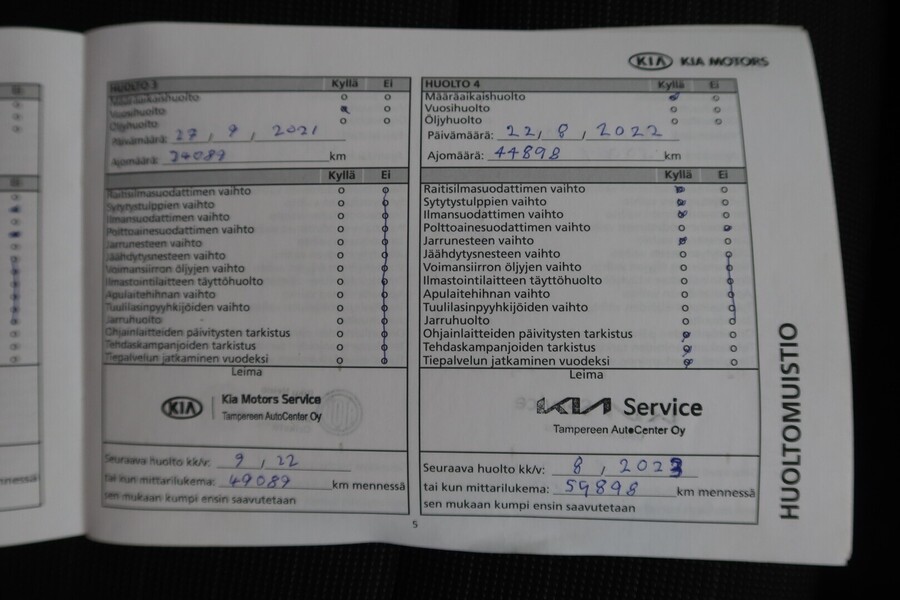 KIA KIA MOTORS
HUOLTO 3 Kyllä Ei
Määräaikaishuolto
Vuosihuolto
Öljyhuolto
Päivämäärä: 27, 9, 2021
Ajomäärä: 34089 km
Kyllä Ei
Raitisilmasuodattimen vaihto
Sytytystulppien vaihto
Ilmansuodattimen vaihto
Polttoainesuodattimen vaihto
Jarrunesteen vaihto
Jäähdytysnesteen vaihto
Voimansiirron öljyjen vaihto
Ilmastointilaitteen täyttöhuolto
Apulaitehihnan vaihto
Tuulilasinpyyhkijöiden vaihto
Jarruhuolto
Ohjainlaitteiden päivitysten tarkistus
Tehdaskampanjoiden tarkistus
Tiepalvelun jatkaminen vuodeksi
Leima
KIA Kia Motors Service
Tampereen AutoCenter Oy
Seuraava huolto kk/v: 9, 22
tai kun mittarilukema: 49089 km mennessä
sen mukaan kumpi ensin saavutetaan
HUOLTO 4 Kyllä Ei
Määräaikaishuolto
Vuosihuolto
Öljyhuolto
Päivämäärä: 22, 8, 2022
Ajomäärä: 44898 km
Kyllä Ei
Raitisilmasuodattimen vaihto
Sytytystulppien vaihto
Ilmansuodattimen vaihto
Polttoainesuodattimen vaihto
Jarrunesteen vaihto
Jäähdytysnesteen vaihto
Voimansiirron öljyjen vaihto
Ilmastointilaitteen täyttöhuolto
Apulaitehihnan vaihto
Tuulilasinpyyhkijöiden vaihto
Jarruhuolto
Ohjainlaitteiden päivitysten tarkistus
Tehdaskampanjoiden tarkistus
Tiepalvelun jatkaminen vuodeksi
Leima
KIA Service
Tampereen AutoCenter Oy
Seuraava huolto kk/v: 8, 2023
tai kun mittarilukema: 59898 km mennessä
sen mukaan kumpi ensin saavutetaan
HUOLTOMUISTIO
5